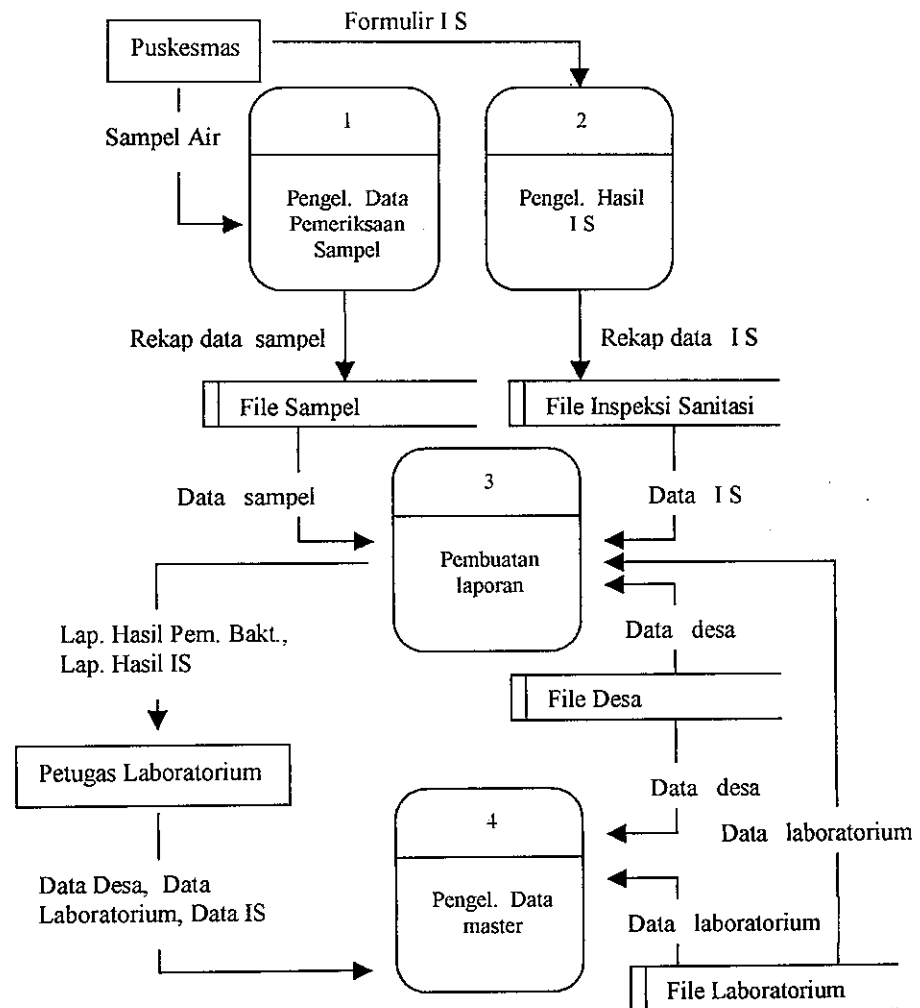 Formulir I S
Puskesmas
Sampel Air
1
Pengel. Data
Pemeriksaan
Sampel
2
Pengel. Hasil
I S
Rekap data sampel
Rekap data I S
File Sampel
File Inspeksi Sanitasi
Data sampel
3
Pembuatan
laporan
Data I S
Lap. Hasil Pem. Bakt.,
Lap. Hasil IS
Data desa
File Desa
Petugas Laboratorium
Data desa
Data laboratorium
4
Pengel. Data
master
Data Desa, Data
Laboratorium, Data IS
Data laboratorium
File Laboratorium